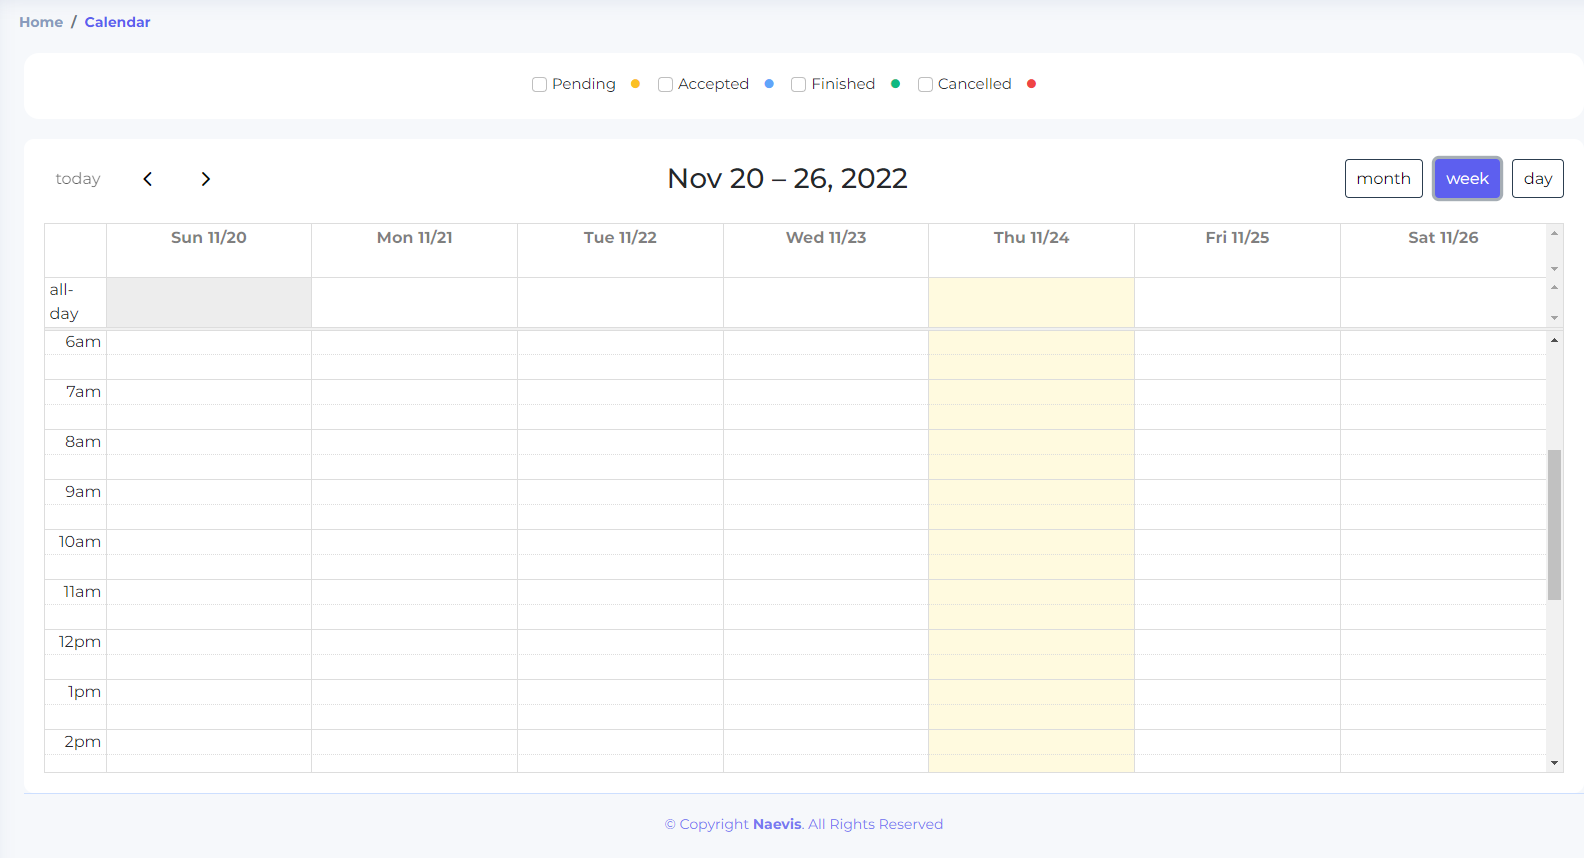 Home / Calendar
Pending Accepted Finished Cancelled
today Nov 20 – 26, 2022 month week day
Sun 11/20 Mon 11/21 Tue 11/22 Wed 11/23 Thu 11/24 Fri 11/25 Sat 11/26
all-
day
6am
7am
8am
9am
10am
11am
12pm
1pm
2pm
© Copyright Naevis. All Rights Reserved